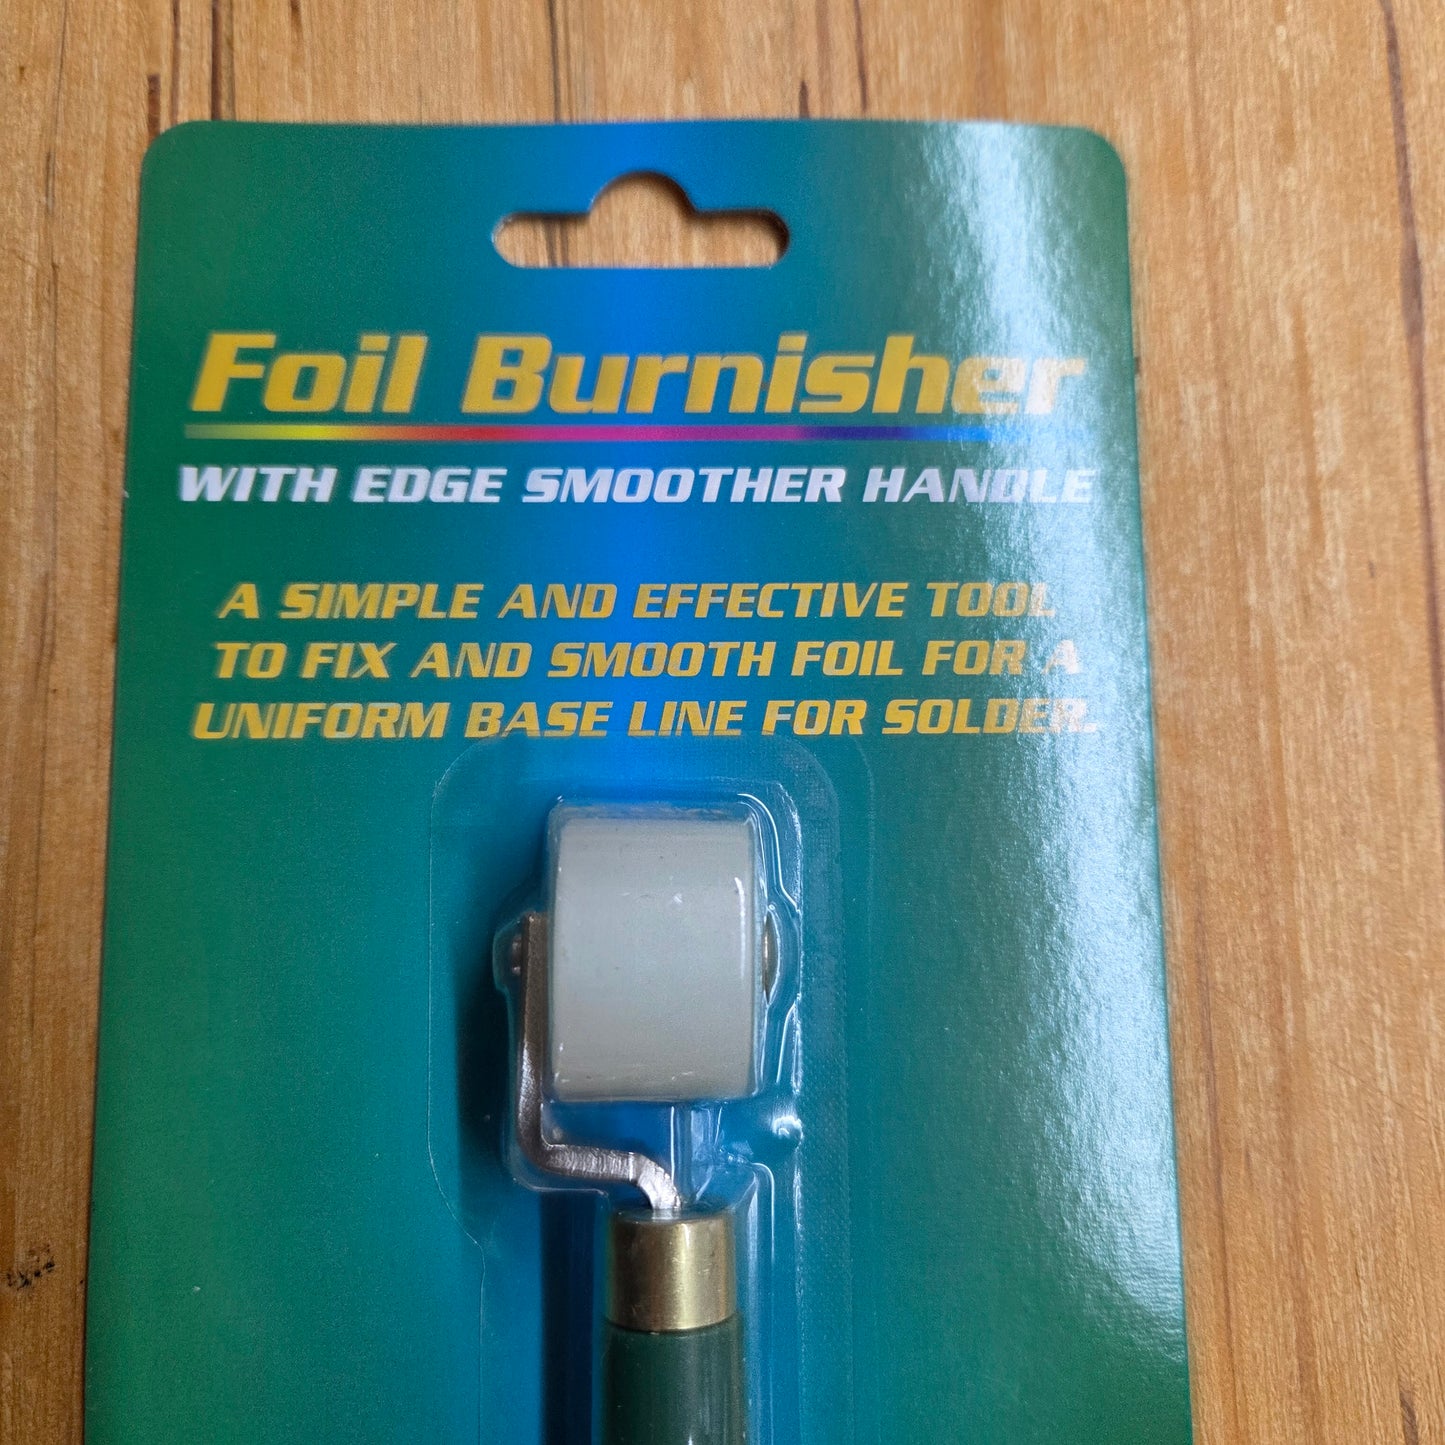 Foil Burnisher
WITH EDGE SMOOTHER HANDLE
A SIMPLE AND EFFECTIVE TOOL
TO FIX AND SMOOTH FOIL FOR A
UNIFORM BASE LINE FOR SOLDER.